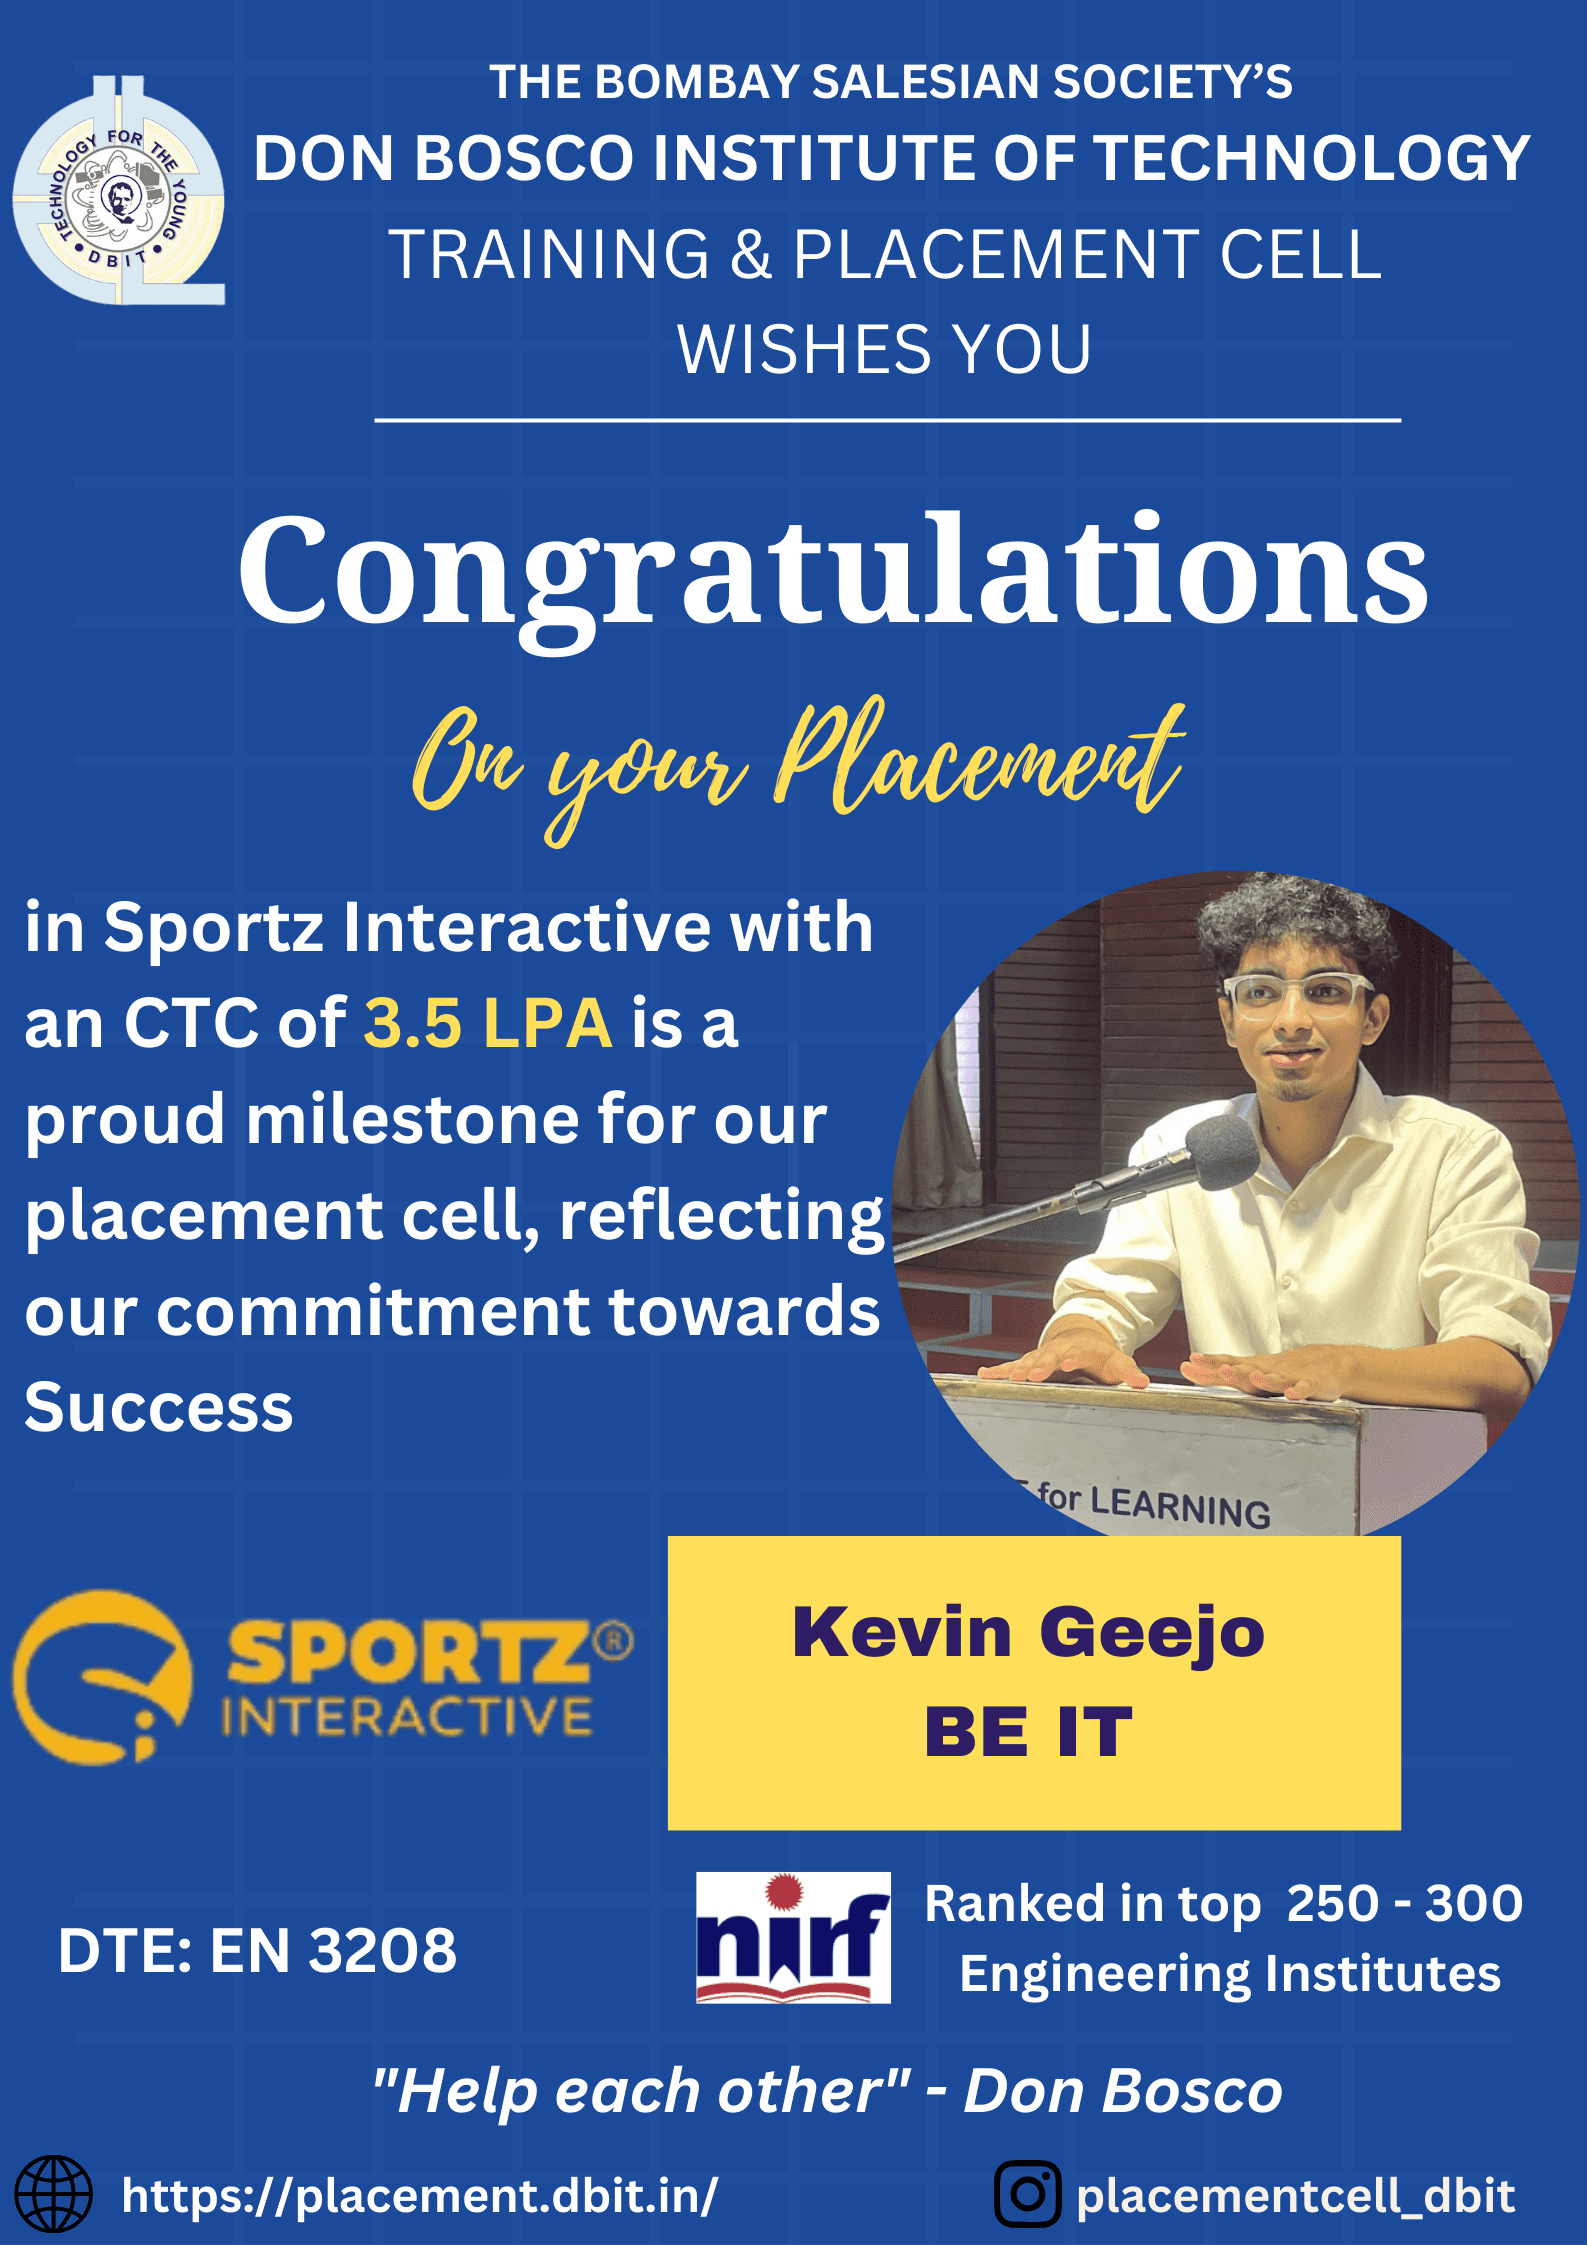 THE BOMBAY SALESIAN SOCIETY’S
DON BOSCO INSTITUTE OF TECHNOLOGY
TRAINING & PLACEMENT CELL
WISHES YOU
TECHNOLOGY FOR THE YOUNG
• DBIT •
Congratulations
On your Placement
in Sportz Interactive with
an CTC of 3.5 LPA is a
proud milestone for our
placement cell, reflecting
our commitment towards
Success
for LEARNING
SPORTZ®
INTERACTIVE
Kevin Geejo
BE IT
DTE: EN 3208
nirf
Ranked in top 250 - 300
Engineering Institutes
"Help each other" - Don Bosco
https://placement.dbit.in/
placementcell_dbit